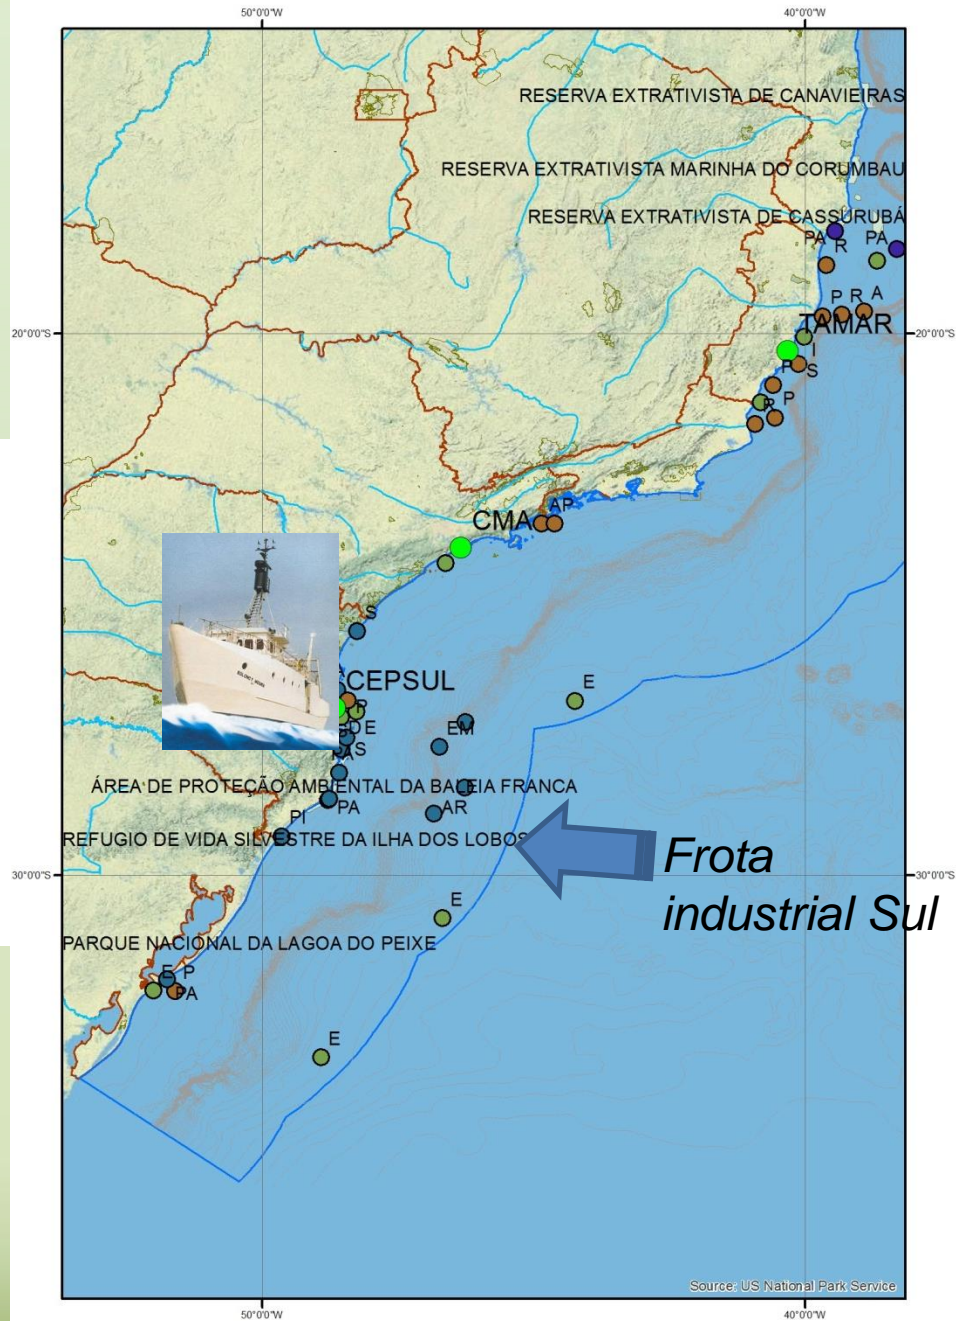 50°0'0"W
40°0'0"W
RESERVA EXTRATIVISTA DE CANAVIEIRAS
RESERVA EXTRATIVISTA MARINHA DO CORUMBAU
RESERVA EXTRATIVISTA DE CASSURUBÁ
PA
R
PA
P
R
A
20°0'0"S
TAMAR
20°0'0"S
I
P
S
P
R
CMA
AP
S
CEPSUL
E
P
D
E
S
EM
PA
ÁREA DE PROTEÇÃO AMBIENTAL DA BALEIA FRANCA
PA
AR
PI
REFUGIO DE VIDA SILVESTRE DA ILHA DOS LOBOS
Frota
industrial Sul
30°0'0"S
30°0'0"S
E
PARQUE NACIONAL DA LAGOA DO PEIXE
E
P
PA
E
Source: US National Park Service
50°0'0"W
40°0'0"W